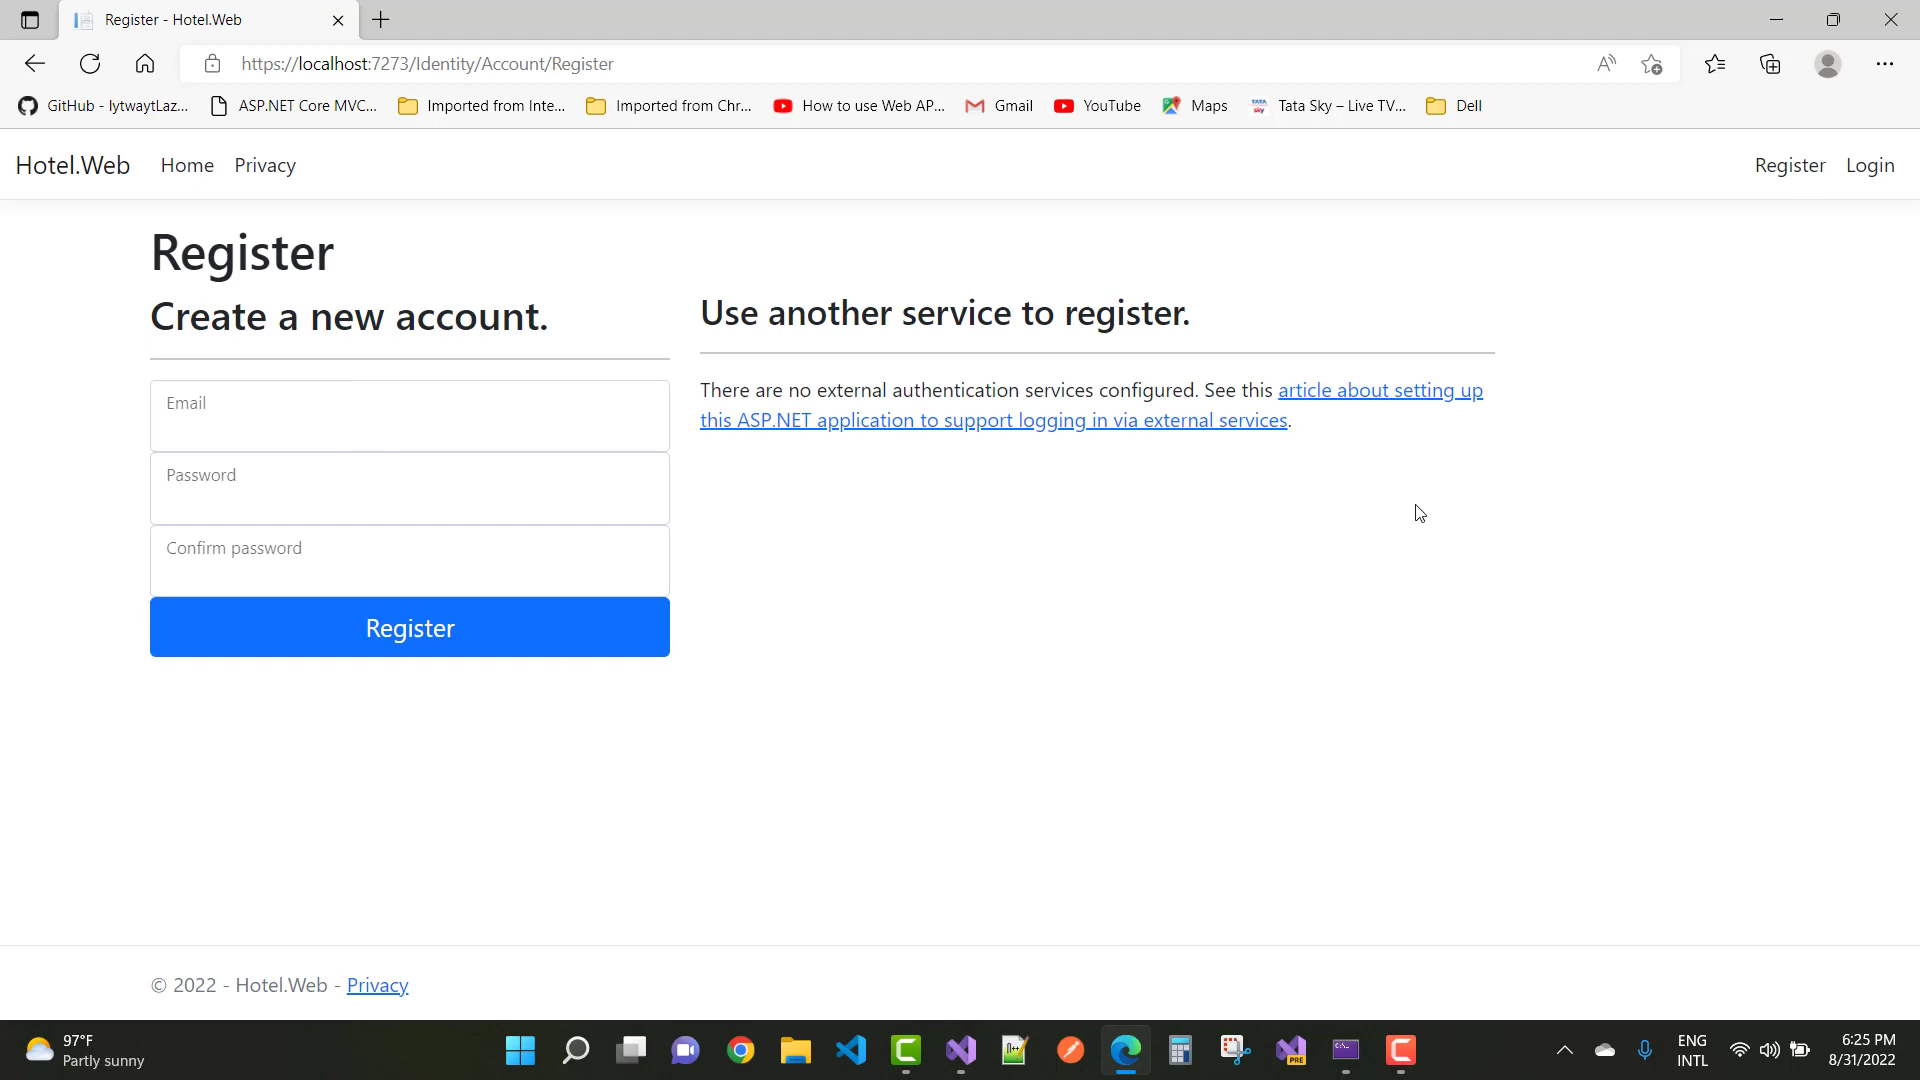 Register - Hotel.Web
https://localhost:7273/Identity/Account/Register
GitHub - lytwaytLaz...
ASP.NET Core MVC...
Imported from Inte...
Imported from Chr...
How to use Web AP...
Gmail
YouTube
Maps
Tata Sky – Live TV...
Dell
Hotel.Web
Home
Privacy
Register
Login
Register
Create a new account.
Email
Password
Confirm password
Register
Use another service to register.
There are no external authentication services configured. See this article about setting up
this ASP.NET application to support logging in via external services.
© 2022 - Hotel.Web - Privacy
97°F
Partly sunny
PRE
ENG
INTL
6:25 PM
8/31/2022